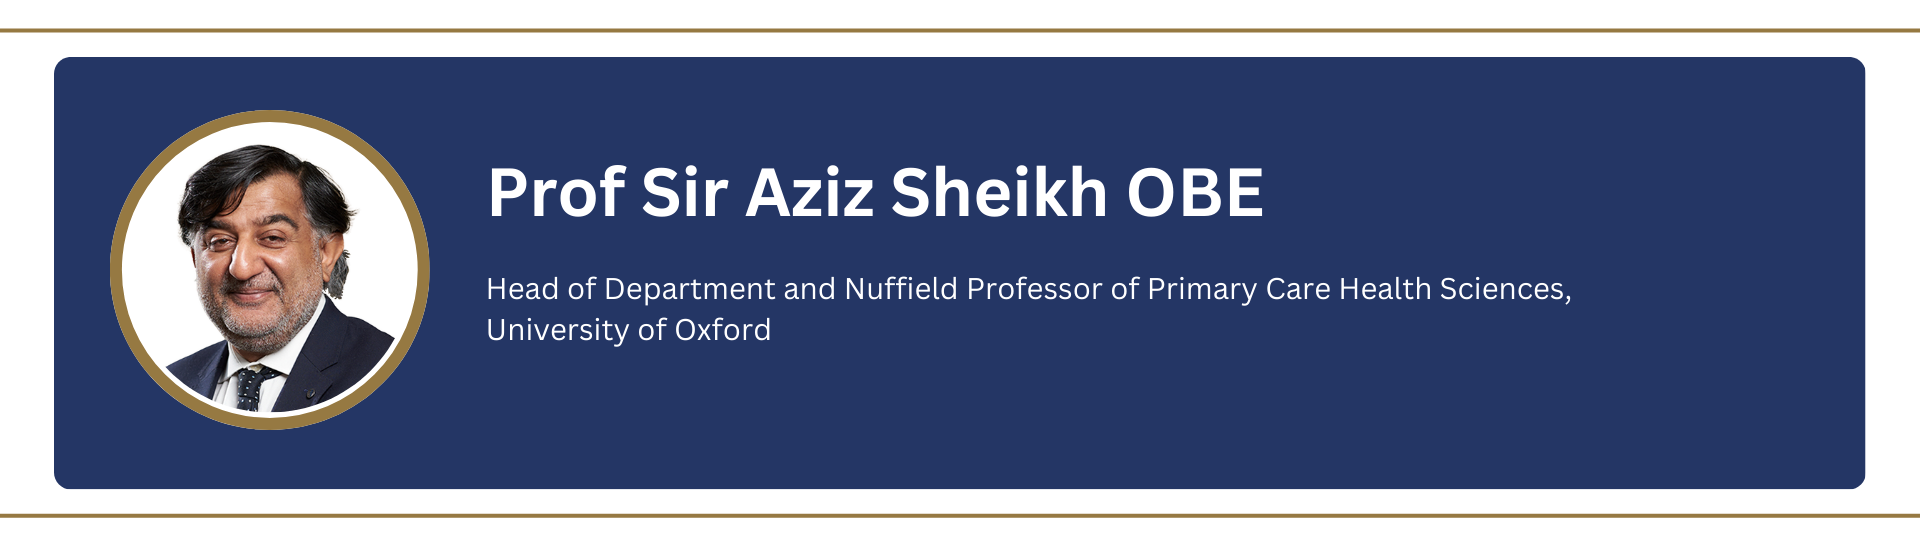 Prof Sir Aziz Sheikh OBE
Head of Department and Nuffield Professor of Primary Care Health Sciences,
University of Oxford